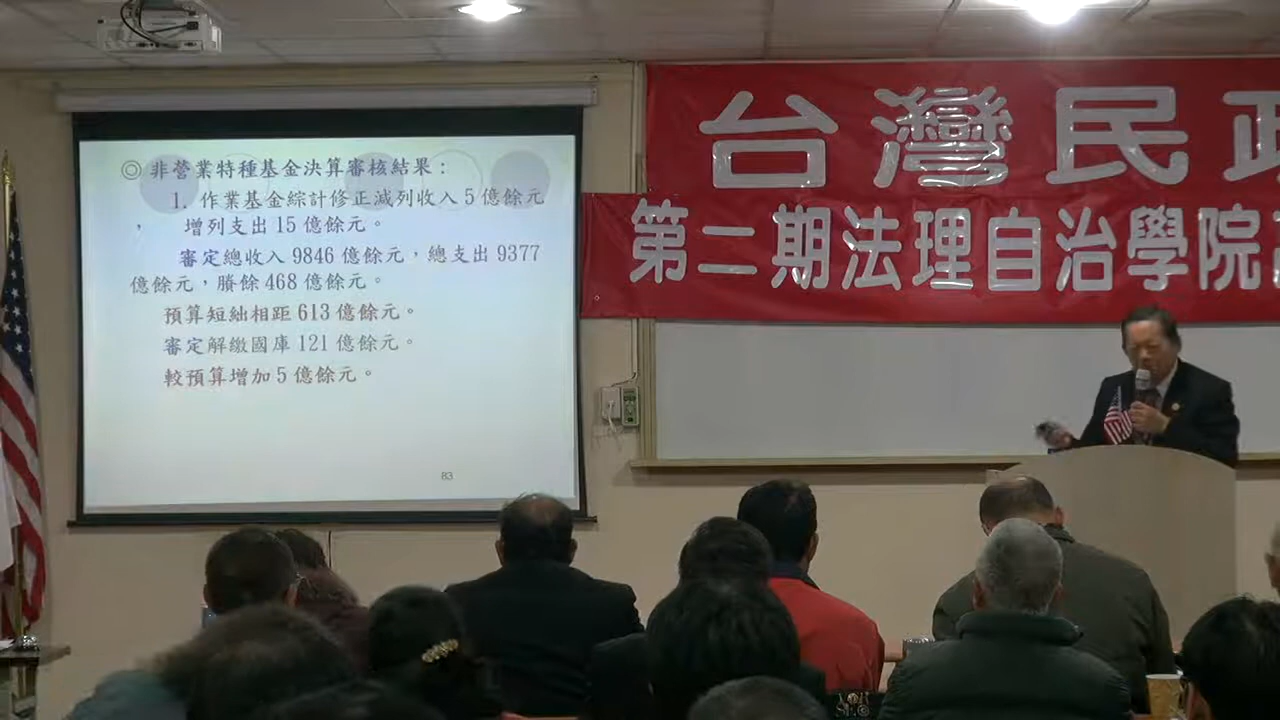 ◎ 非營業特種基金決算審核結果：
1. 作業基金綜計修正減列收入 5 億餘元
， 增列支出 15 億餘元。
審定總收入 9846 億餘元，總支出 9377
億餘元，賸餘 468 億餘元。
預算短絀相距 613 億餘元。
審定解繳國庫 121 億餘元。
較預算增加 5 億餘元。
83
台灣民政
第二期法理自治學院